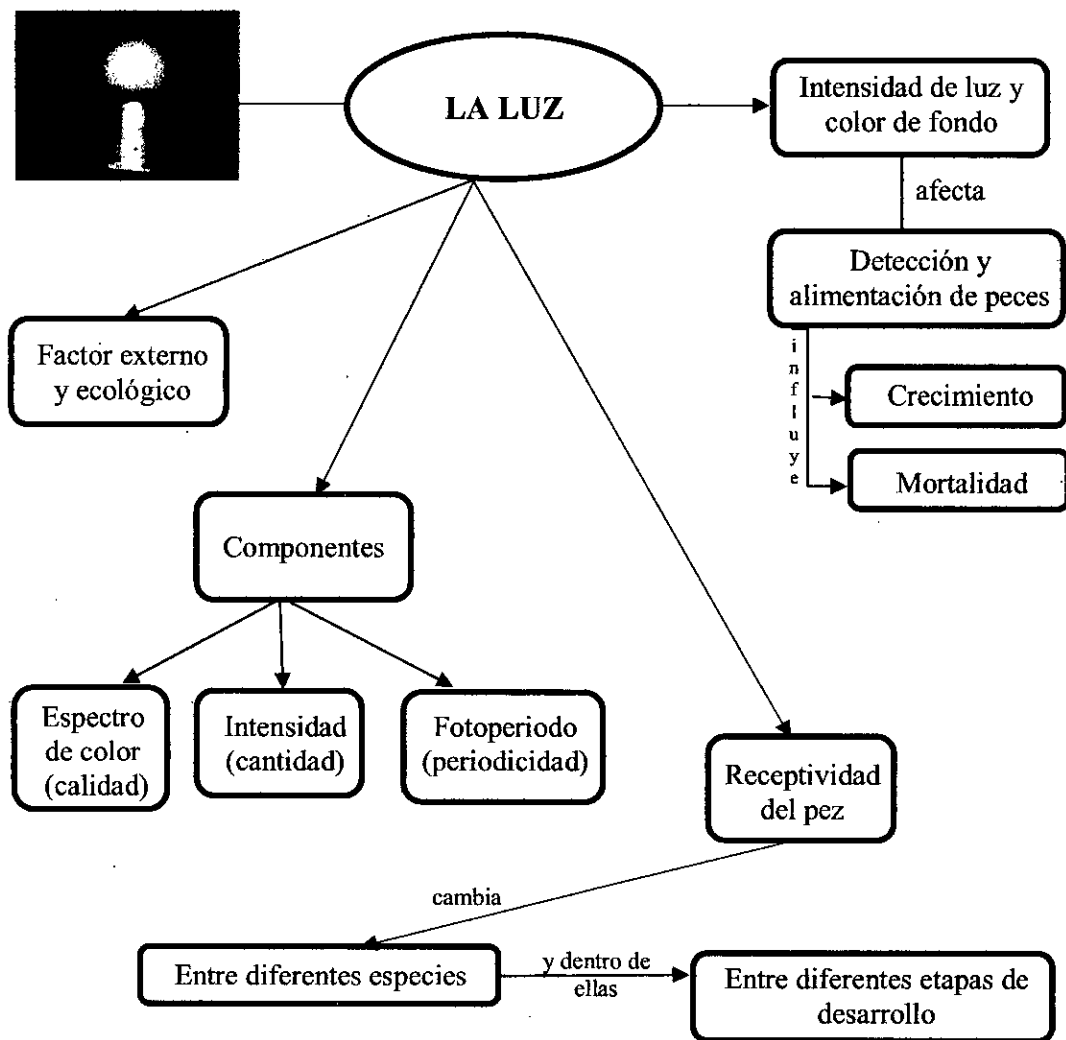 LA LUZ
Intensidad de luz y
color de fondo
afecta
Detección y
alimentación de peces
influye
Crecimiento
Mortalidad
Factor externo
y ecológico
Componentes
Espectro
de color
(calidad)
Intensidad
(cantidad)
Fotoperiodo
(periodicidad)
Receptividad
del pez
cambia
Entre diferentes especies
y dentro de
ellas
Entre diferentes etapas de
desarrollo